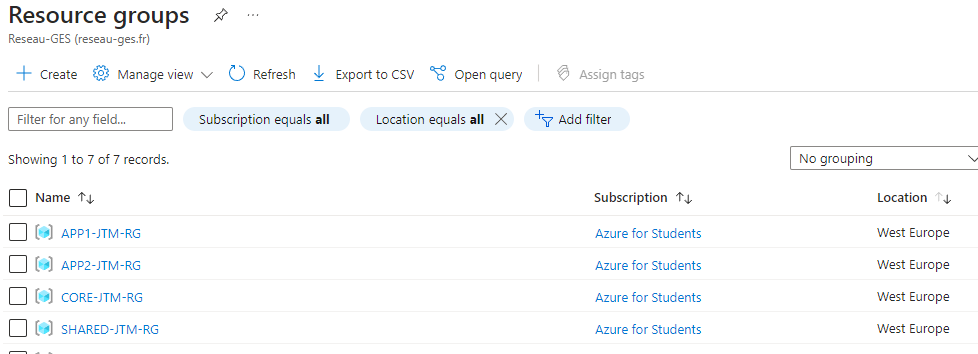 Resource groups
Reseau-GES (reseau-ges.fr)
Create Manage view Refresh Export to CSV Open query Assign tags
Filter for any field... Subscription equals all Location equals all Add filter
Showing 1 to 7 of 7 records.
No grouping
Name Subscription Location
APP1-JTM-RG Azure for Students West Europe
APP2-JTM-RG Azure for Students West Europe
CORE-JTM-RG Azure for Students West Europe
SHARED-JTM-RG Azure for Students West Europe